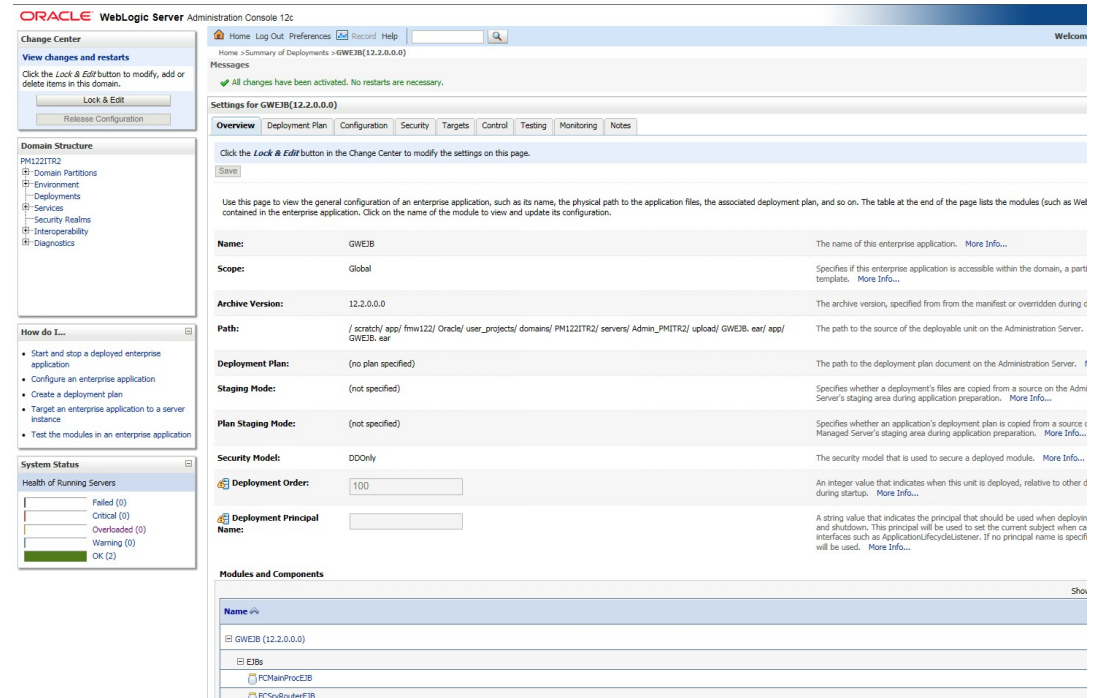 ORACLE WebLogic Server Administration Console 12c
Change Center
View changes and restarts
Click the Lock & Edit button to modify, add or
delete items in this domain.
Lock & Edit
Release Configuration
Domain Structure
PM122ITR2
Domain Partitions
Environment
Deployments
Services
Security Realms
Interoperability
Diagnostics
How do I...
Start and stop a deployed enterprise
application
Configure an enterprise application
Create a deployment plan
Target an enterprise application to a server
instance
Test the modules in an enterprise application
System Status
Health of Running Servers
Failed (0)
Critical (0)
Overloaded (0)
Warning (0)
OK (2)
Home Log Out Preferences Record Help
Welcom
Home >Summary of Deployments >GWEJB(12.2.0.0.0)
Messages
All changes have been activated. No restarts are necessary.
Settings for GWEJB(12.2.0.0.0)
Overview Deployment Plan Configuration Security Targets Control Testing Monitoring Notes
Click the Lock & Edit button in the Change Center to modify the settings on this page.
Save
Use this page to view the general configuration of an enterprise application, such as its name, the physical path to the application files, the associated deployment plan, and so on. The table at the end of the page lists the modules (such as Wel
contained in the enterprise application. Click on the name of the module to view and update its configuration.
Name: GWEJB The name of this enterprise application. More Info...
Scope: Global Specifies if this enterprise application is accessible within the domain, a parti
template. More Info...
Archive Version: 12.2.0.0.0 The archive version, specified from from the manifest or overridden during d
Path: / scratch/ app/ fmw122/ Oracle/ user_projects/ domains/ PM122ITR2/ servers/ Admin_PMITR2/ upload/ GWEJB. ear/ app/ The path to the source of the deployable unit on the Administration Server.
GWEJB. ear
Deployment Plan: (no plan specified) The path to the deployment plan document on the Administration Server.
Staging Mode: (not specified) Specifies whether a deployment's files are copied from a source on the Admi
Server's staging area during application preparation. More Info...
Plan Staging Mode: (not specified) Specifies whether an application's deployment plan is copied from a source o
Managed Server's staging area during application preparation. More Info...
Security Model: DDOnly The security model that is used to secure a deployed module. More Info...
Deployment Order: 100 An integer value that indicates when this unit is deployed, relative to other d
during startup. More Info...
Deployment Principal A string value that indicates the principal that should be used when deployin
Name: and shutdown. This principal will be used to set the current subject when ca
interfaces such as ApplicationLifecycleListener. If no principal name is specifi
will be used. More Info...
Modules and Components
Show
Name
GWEJB (12.2.0.0.0)
EJBs
FCMainProcEJB
FCSrvRouterEJB